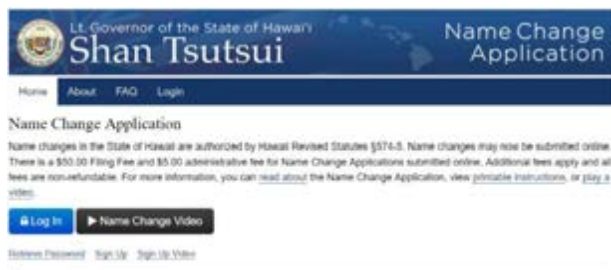 Lt. Governor of the State of Hawai'i
Shan Tsutsui
Name Change
Application
Home About FAQ Login
Name Change Application
Name changes in the State of Hawaii are authorized by Hawaii Revised Statutes §574-5. Name changes may now be submitted online.
There is a $50.00 Filing Fee and $5.00 administrative fee for Name Change Applications submitted online. Additional fees apply and all
fees are non-refundable. For more information, you can read about the Name Change Application, view printable instructions, or play a
video.
Log In Name Change Video
Retrieve Password Sign Up Sign Up Video